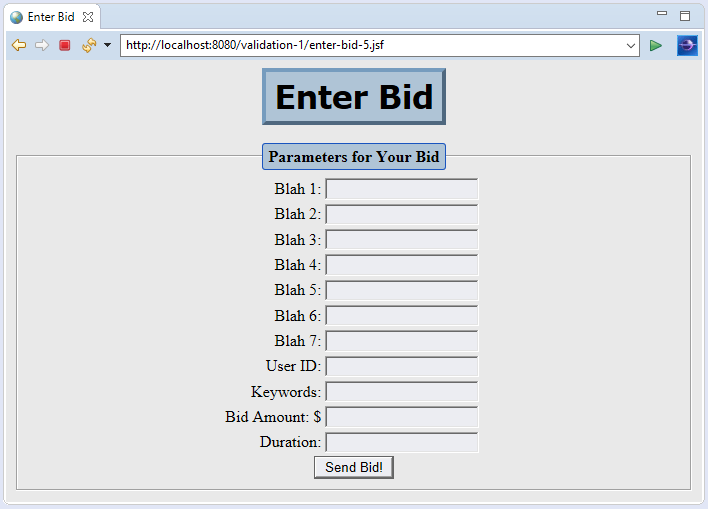 Enter Bid
http://localhost:8080/validation-1/enter-bid-5.jsf
Enter Bid
Parameters for Your Bid
Blah 1:
Blah 2:
Blah 3:
Blah 4:
Blah 5:
Blah 6:
Blah 7:
User ID:
Keywords:
Bid Amount: $
Duration:
Send Bid!